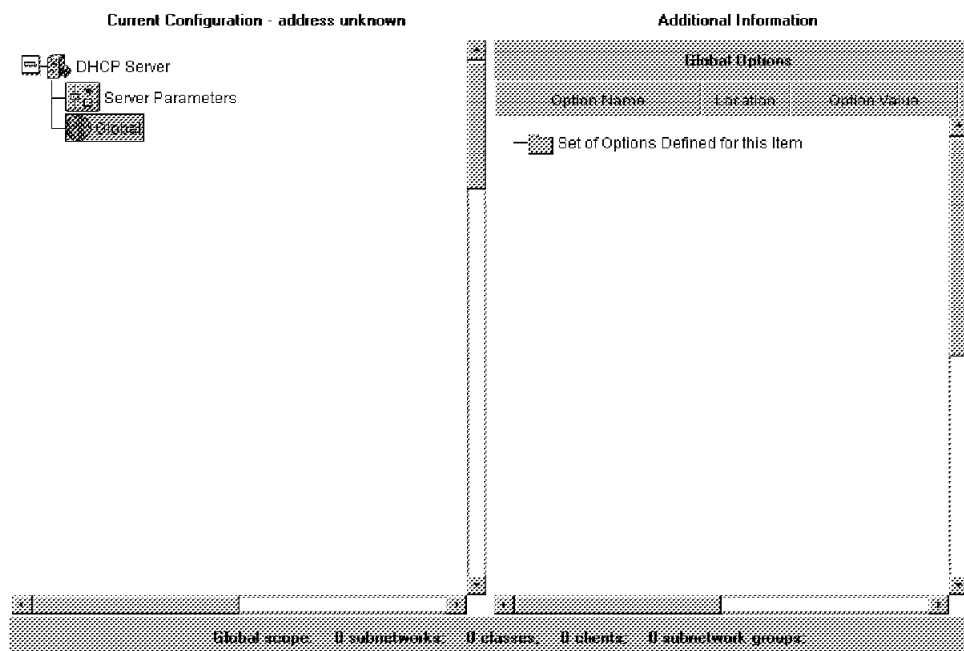 Current Configuration - address unknown
DHCP Server
Server Parameters
Global
Additional Information
Global Options
Option Name Location Option Value
Set of Options Defined for this Item
Global scope; 0 subnetworks; 0 classes; 0 clients; 0 subnetwork groups;